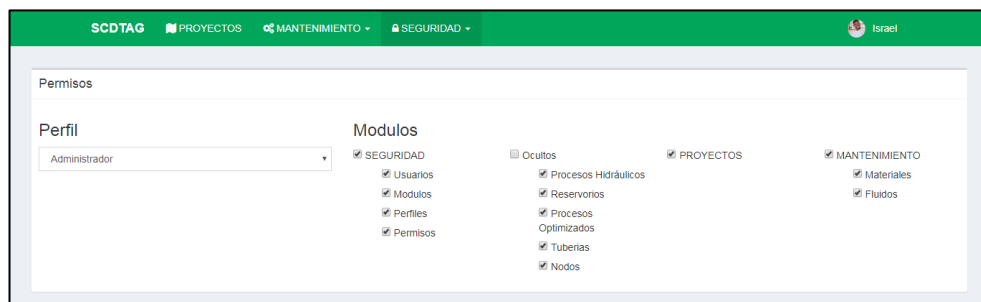 SCDTAG PROYECTOS MANTENIMIENTO SEGURIDAD Israel
Permisos
Perfil
Administrador
Modulos
SEGURIDAD
Usuarios
Modulos
Perfiles
Permisos
Ocultos
Procesos Hidráulicos
Reservorios
Procesos
Optimizados
Tuberias
Nodos
PROYECTOS
MANTENIMIENTO
Materiales
Fluidos